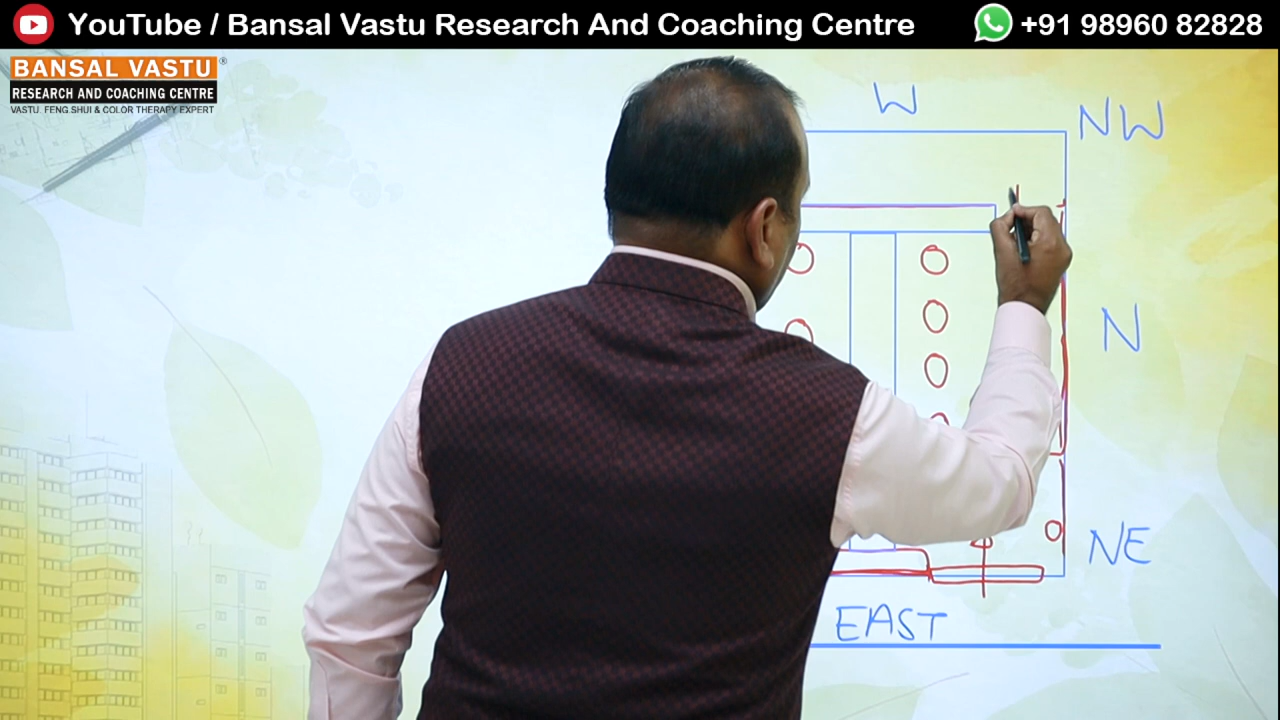 YouTube / Bansal Vastu Research And Coaching Centre
+91 98960 82828
BANSAL VASTU®
RESEARCH AND COACHING CENTRE
VASTU, FENG SHUI & COLOR THERAPY EXPERT
W
NW
N
NE
EAST